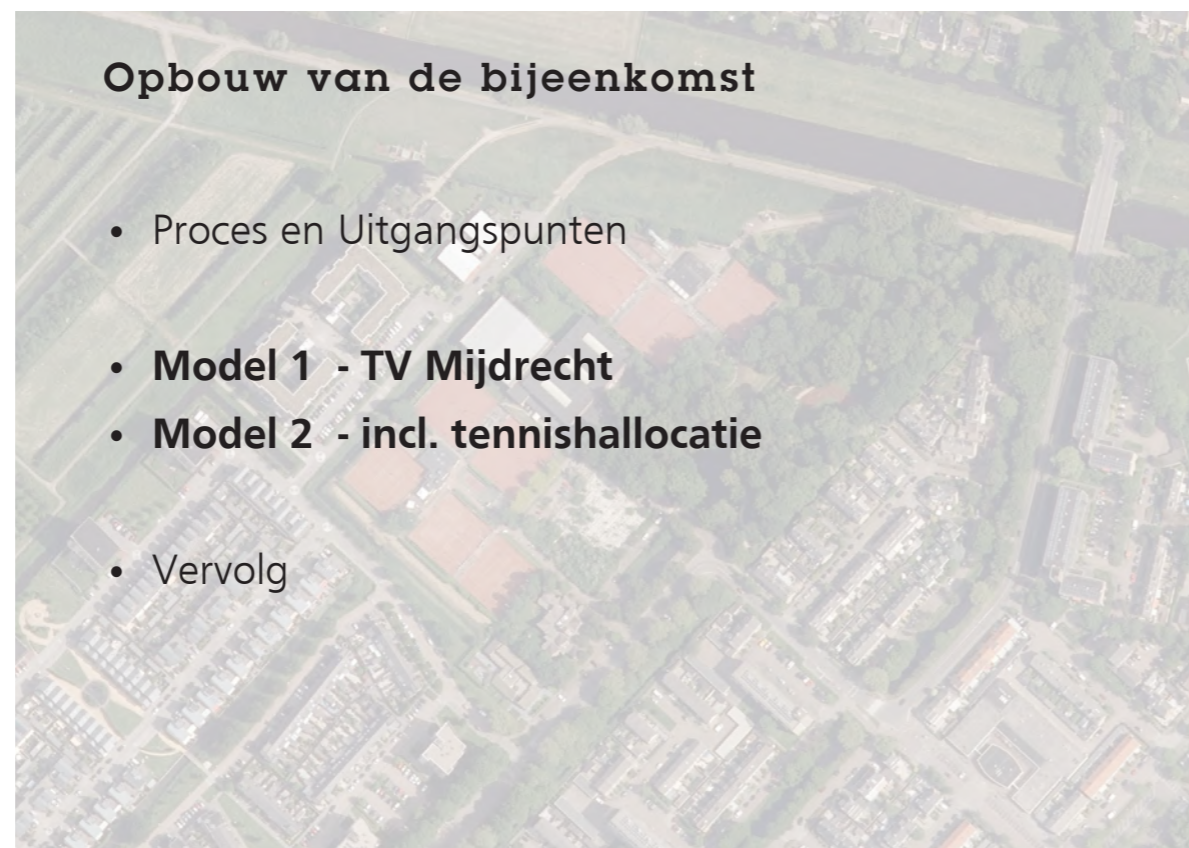 Opbouw van de bijeenkomst
• Proces en Uitgangspunten
• Model 1 - TV Mijdrecht
• Model 2 - incl. tennishallocatie
• Vervolg